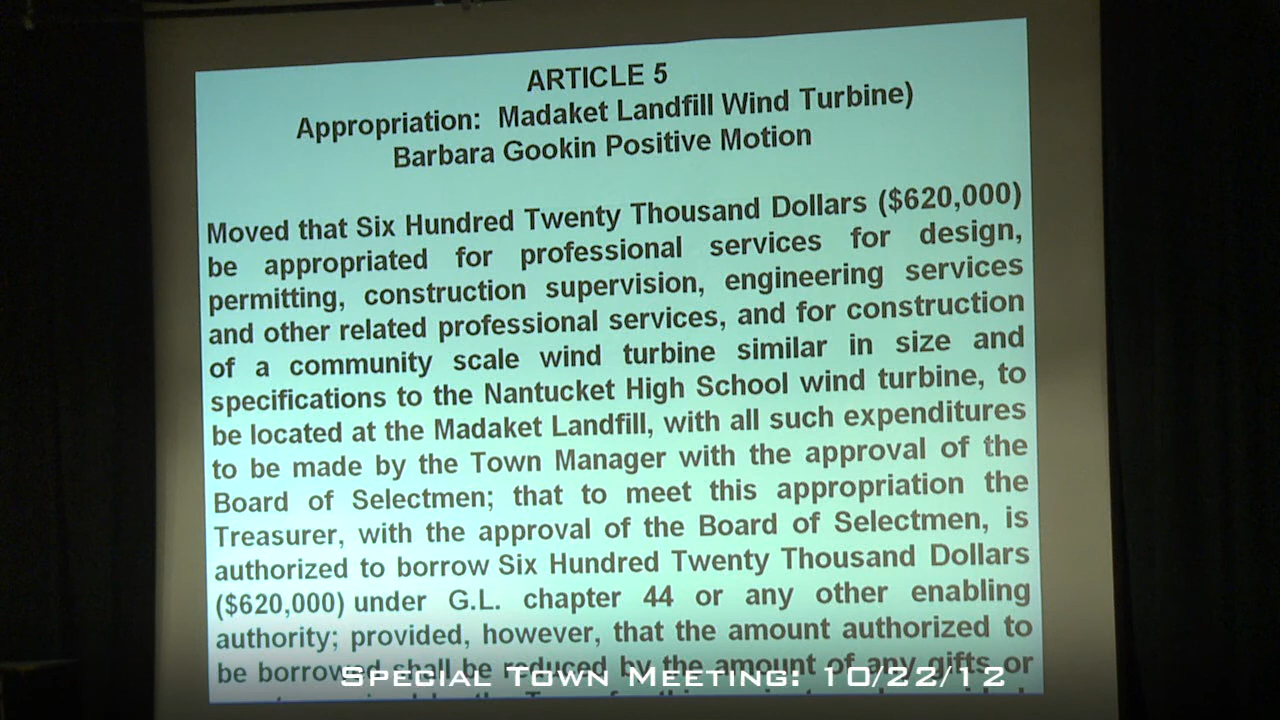 ARTICLE 5
Appropriation: Madaket Landfill Wind Turbine)
Barbara Gookin Positive Motion
Moved that Six Hundred Twenty Thousand Dollars ($620,000)
be appropriated for professional services for design,
permitting, construction supervision, engineering services
and other related professional services, and for construction
of a community scale wind turbine similar in size and
specifications to the Nantucket High School wind turbine, to
be located at the Madaket Landfill, with all such expenditures
to be made by the Town Manager with the approval of the
Board of Selectmen; that to meet this appropriation the
Treasurer, with the approval of the Board of Selectmen, is
authorized to borrow Six Hundred Twenty Thousand Dollars
($620,000) under G.L. chapter 44 or any other enabling
authority; provided, however, that the amount authorized to
be borrowed shall be reduced by the amount of any gifts or
Special Town Meeting: 10/22/12